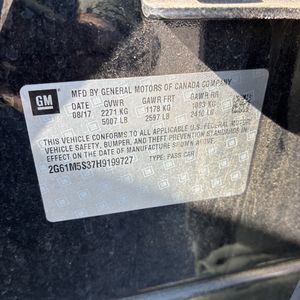 GM
MFD BY GENERAL MOTORS OF CANADA COMPANY
DATE GVWR GAWR FRT GAWR RR
08/17 2271 KG 1178 KG 1093 KG
5007 LB 2597 LB 2410 LB
THIS VEHICLE CONFORMS TO ALL APPLICABLE U.S. FEDERAL MOTOR
VEHICLE SAFETY, BUMPER, AND THEFT PREVENTION STANDARDS
IN EFFECT ON THE DATE OF MANUFACTURE SHOWN ABOVE.
2G61M5S37H9199727 TYPE: PASS CAR